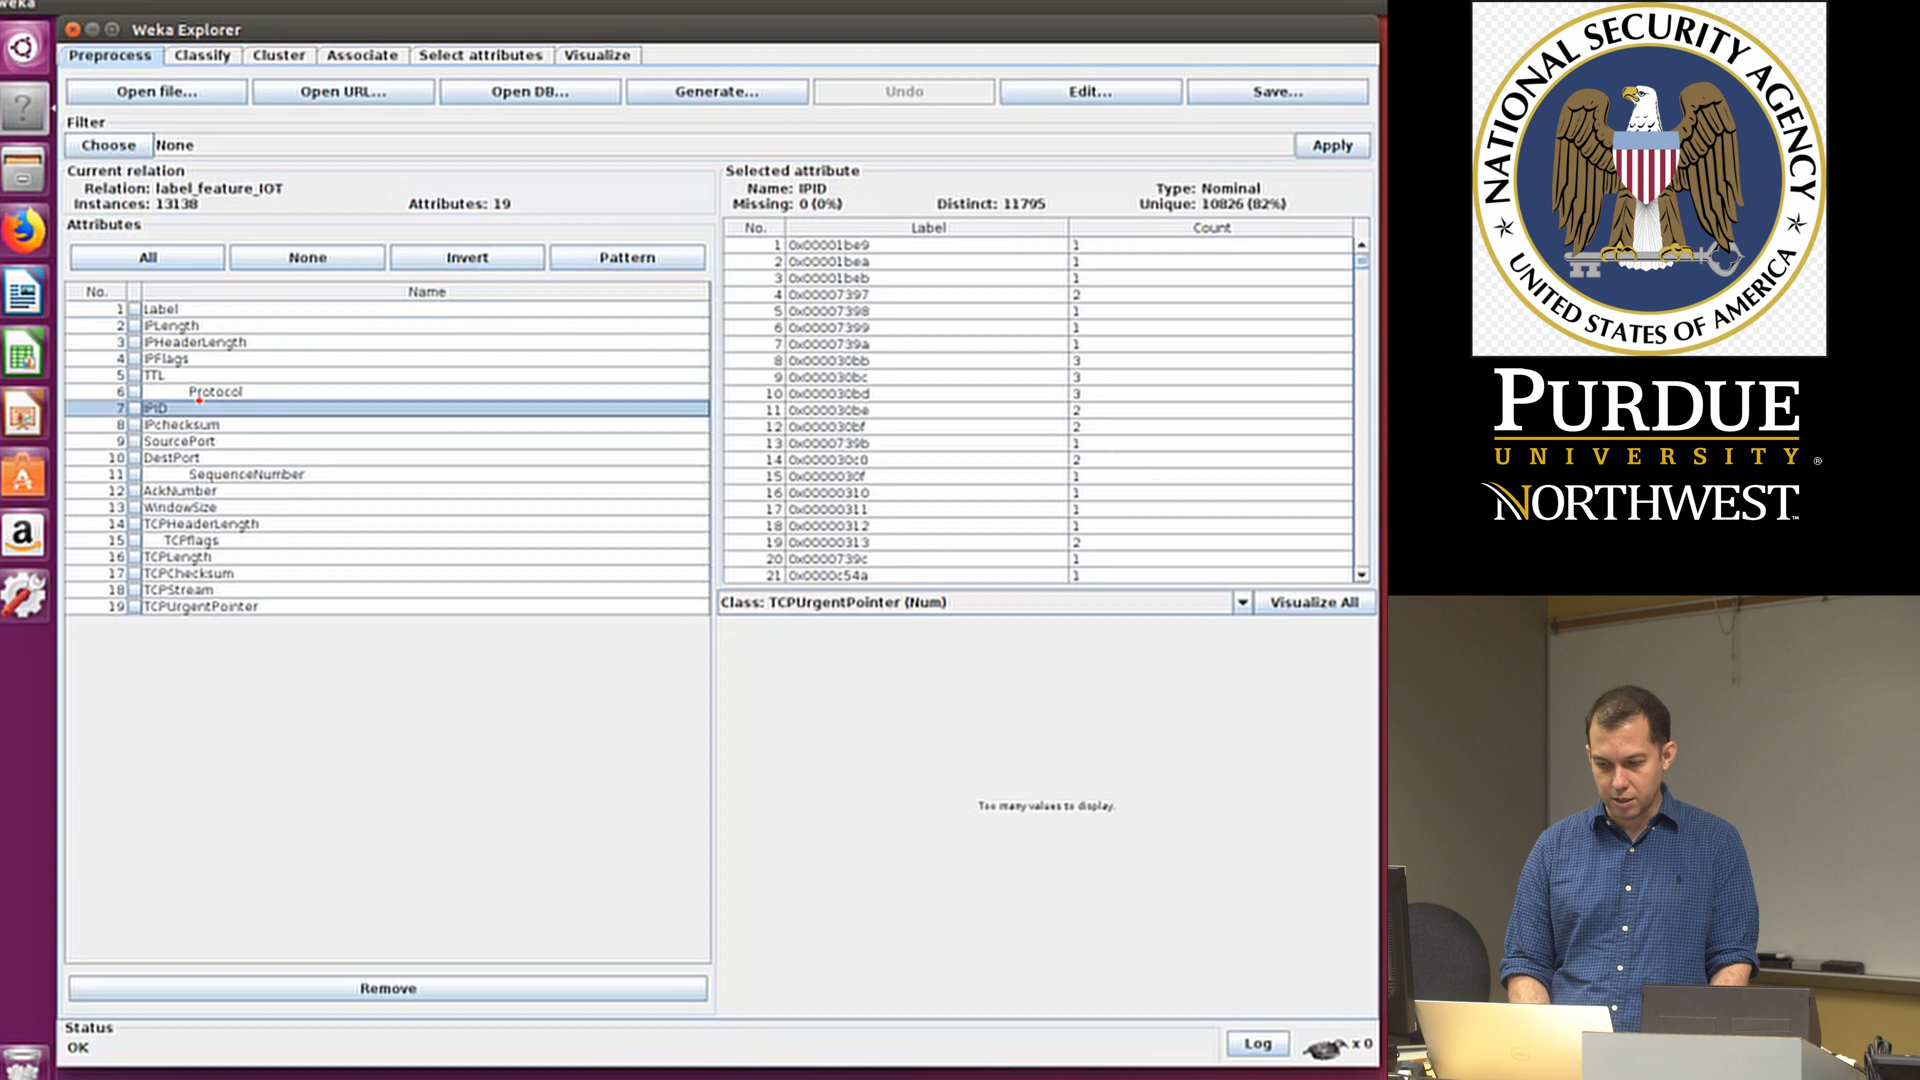 weka
Weka Explorer
Preprocess Classify Cluster Associate Select attributes Visualize
Open file... Open URL... Open DB... Generate... Undo Edit... Save...
Filter
Choose None Apply
Current relation
Relation: label_feature_IOT
Instances: 13138 Attributes: 19
Attributes
All None Invert Pattern
No. Name
1 Label
2 IPLength
3 IPHeaderLength
4 IPFlags
5 TTL
6 Protocol
7 IPID
8 IPchecksum
9 SourcePort
10 DestPort
11 SequenceNumber
12 AckNumber
13 WindowSize
14 TCPHeaderLength
15 TCPflags
16 TCPLength
17 TCPChecksum
18 TCPStream
19 TCPUrgentPointer
Remove
Status
OK
Selected attribute
Name: IPID Type: Nominal
Missing: 0 (0%) Distinct: 11795 Unique: 10826 (82%)
No. Label Count
1 0x00001be9 1
2 0x00001bea 1
3 0x00001beb 1
4 0x00007397 2
5 0x00007398 1
6 0x00007399 1
7 0x0000739a 1
8 0x000030bb 3
9 0x000030bc 3
10 0x000030bd 3
11 0x000030be 2
12 0x000030bf 2
13 0x0000739b 1
14 0x000030c0 2
15 0x0000030f 1
16 0x00000310 1
17 0x00000311 1
18 0x00000312 1
19 0x00000313 2
20 0x0000739c 1
21 0x0000c54a 1
Class: TCPUrgentPointer (Num) Visualize All
Too many values to display.
Log x 0
NATIONAL SECURITY AGENCY
UNITED STATES OF AMERICA
PURDUE
UNIVERSITY®
NORTHWEST™